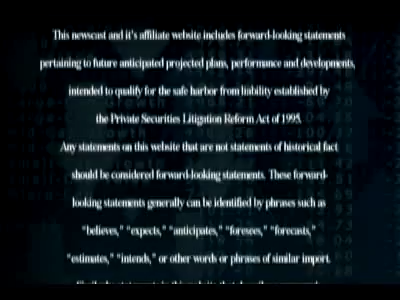 This newscast and it's affiliate website includes forward-looking statements
pertaining to future anticipated projected plans, performance and developments,
intended to qualify for the safe harbor from liability established by
the Private Securities Litigation Reform Act of 1995.
Any statements on this website that are not statements of historical fact
should be considered forward-looking statements. These forward-
looking statements generally can be identified by phrases such as
"believes," "expects," "anticipates," "foresees," "forecasts,"
"estimates," "intends," or other words or phrases of similar import.